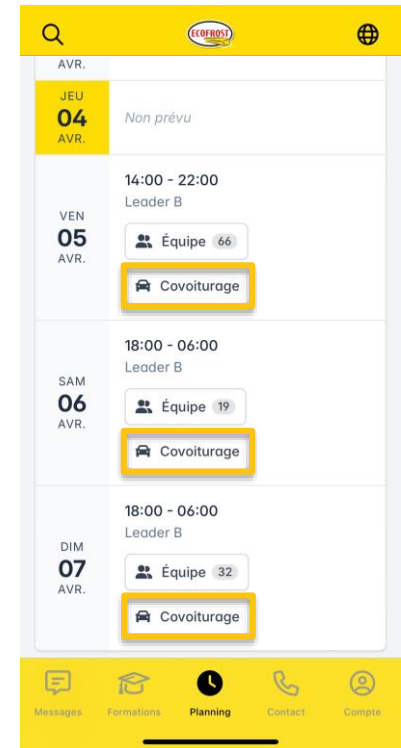 ECOFROST
AVR.
JEU
04
AVR.
Non prévu
VEN
05
AVR.
14:00 - 22:00
Leader B
Équipe 66
Covoiturage
SAM
06
AVR.
18:00 - 06:00
Leader B
Équipe 19
Covoiturage
DIM
07
AVR.
18:00 - 06:00
Leader B
Équipe 32
Covoiturage
Messages Formations Planning Contact Compte